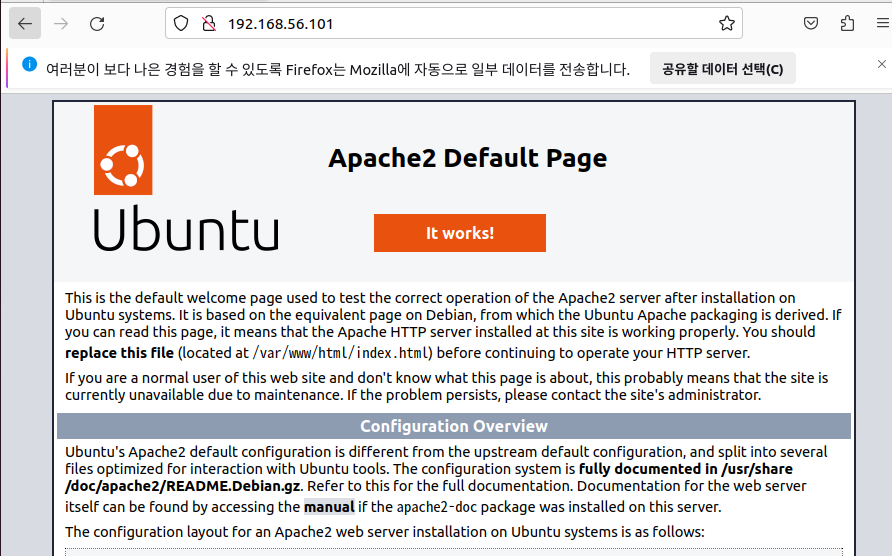 192.168.56.101
여러분이 보다 나은 경험을 할 수 있도록 Firefox는 Mozilla에 자동으로 일부 데이터를 전송합니다. 공유할 데이터 선택(C)
Apache2 Default Page
Ubuntu
It works!
This is the default welcome page used to test the correct operation of the Apache2 server after installation on
Ubuntu systems. It is based on the equivalent page on Debian, from which the Ubuntu Apache packaging is derived. If
you can read this page, it means that the Apache HTTP server installed at this site is working properly. You should
replace this file (located at /var/www/html/index.html) before continuing to operate your HTTP server.
If you are a normal user of this web site and don't know what this page is about, this probably means that the site is
currently unavailable due to maintenance. If the problem persists, please contact the site's administrator.
Configuration Overview
Ubuntu's Apache2 default configuration is different from the upstream default configuration, and split into several
files optimized for interaction with Ubuntu tools. The configuration system is fully documented in /usr/share
/doc/apache2/README.Debian.gz. Refer to this for the full documentation. Documentation for the web server
itself can be found by accessing the manual if the apache2-doc package was installed on this server.
The configuration layout for an Apache2 web server installation on Ubuntu systems is as follows: